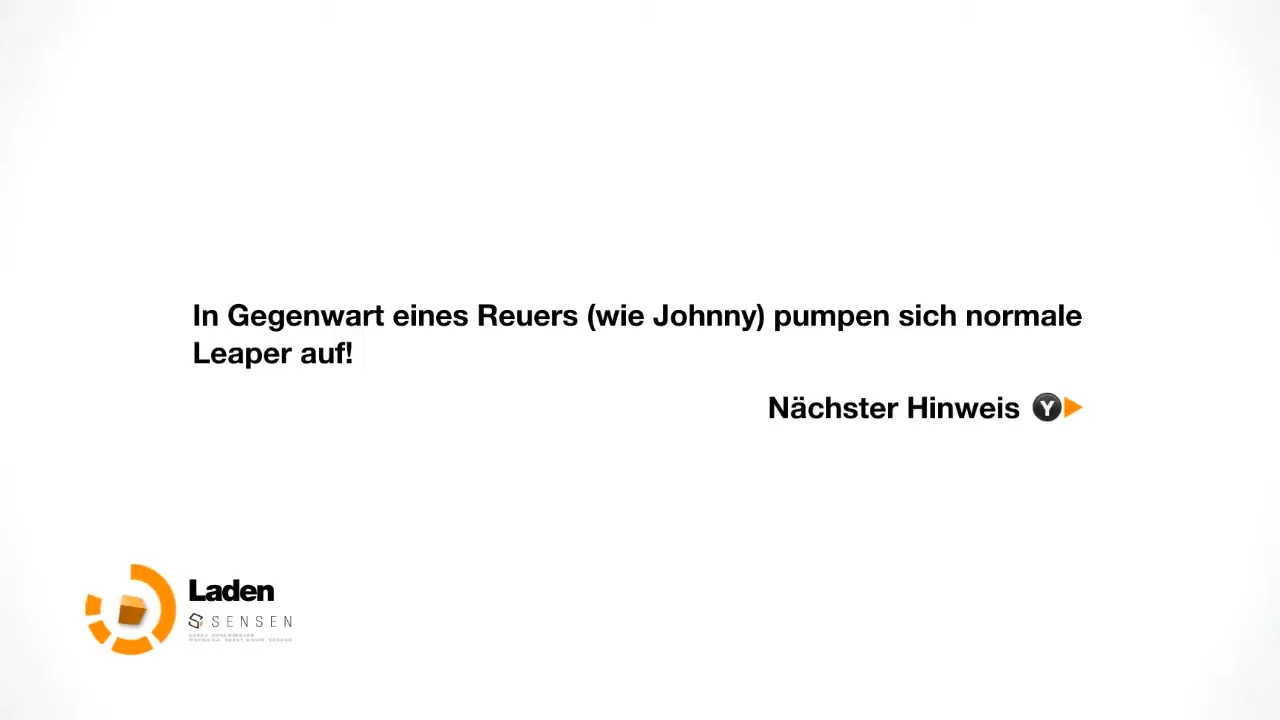 In Gegenwart eines Reuers (wie Johnny) pumpen sich normale
Leaper auf!
Nächster Hinweis Y
Laden
SENSEN